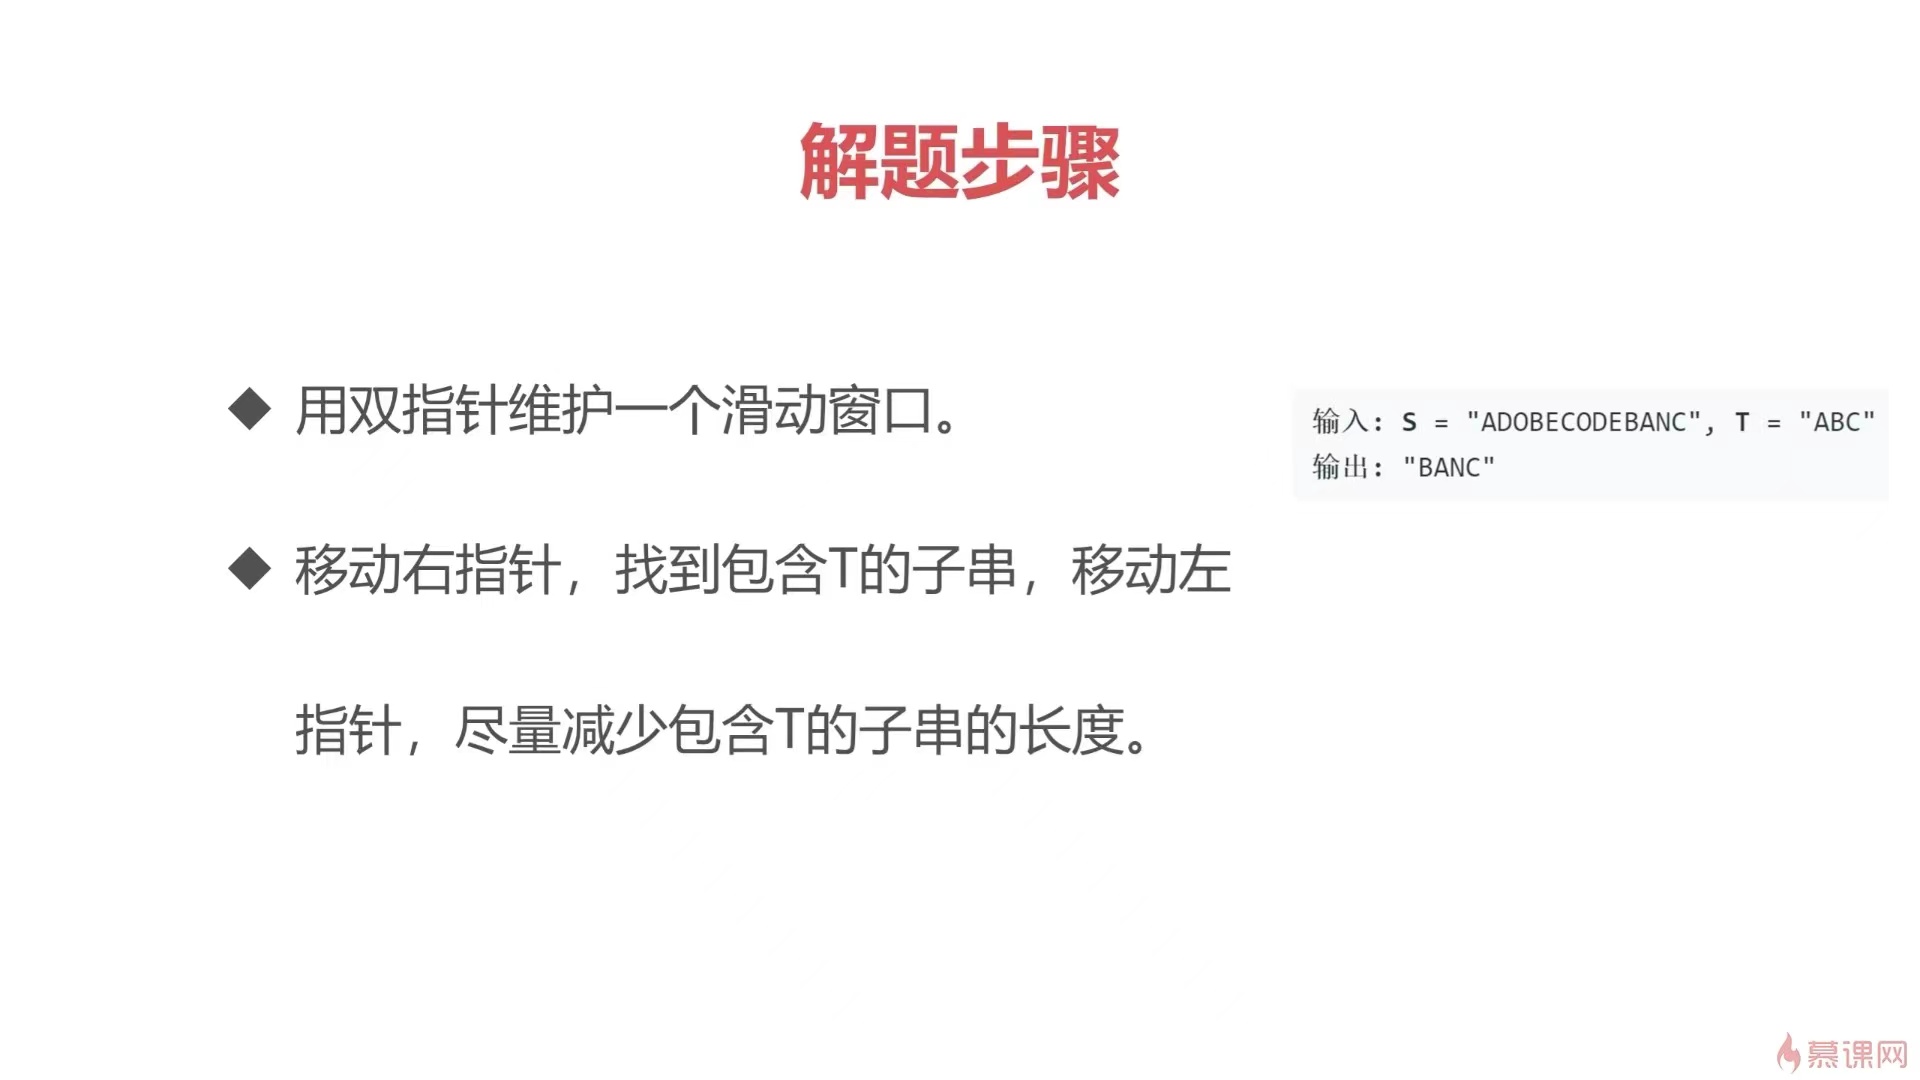 解题步骤
◆ 用双指针维护一个滑动窗口。
输入: S = "ADOBECODEBANC", T = "ABC"
输出: "BANC"
◆ 移动右指针，找到包含T的子串，移动左
指针，尽量减少包含T的子串的长度。
慕课网